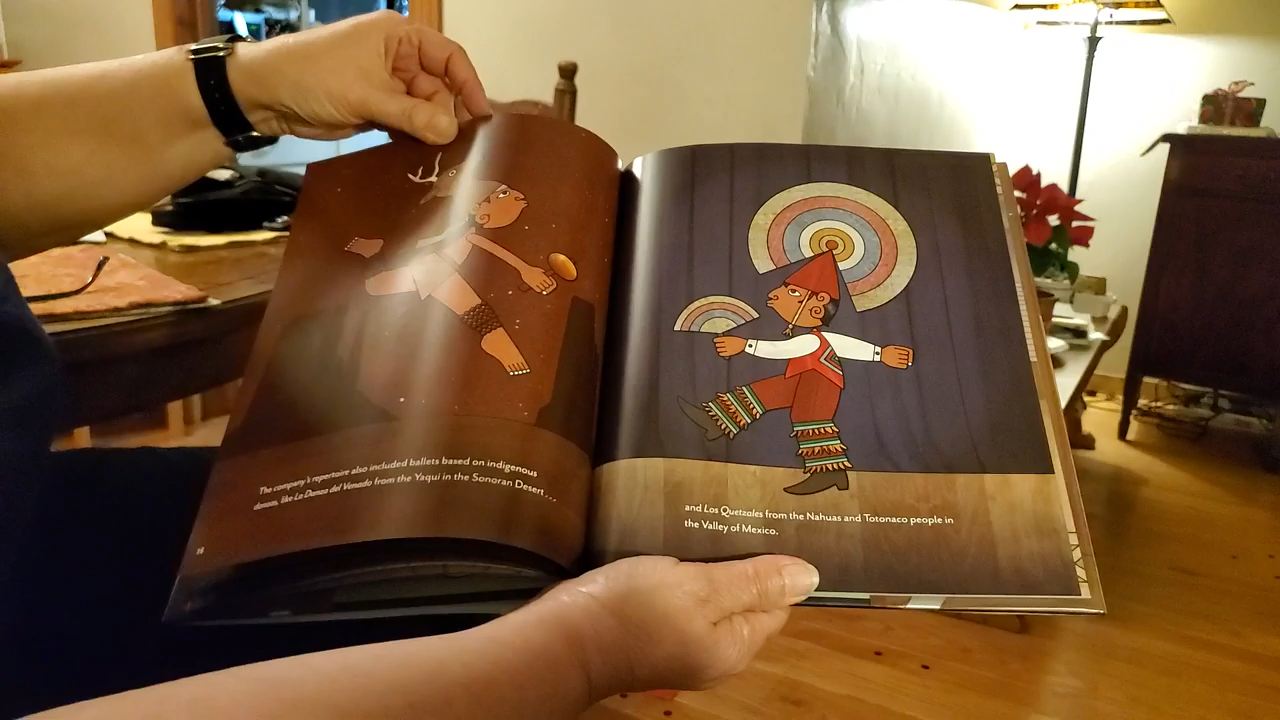 The company's repertoire also included ballets based on indigenous
danzas, like La Danza del Venado from the Yaqui in the Sonoran Desert...
and Los Quetzales from the Nahuas and Totonaco people in
the Valley of Mexico.